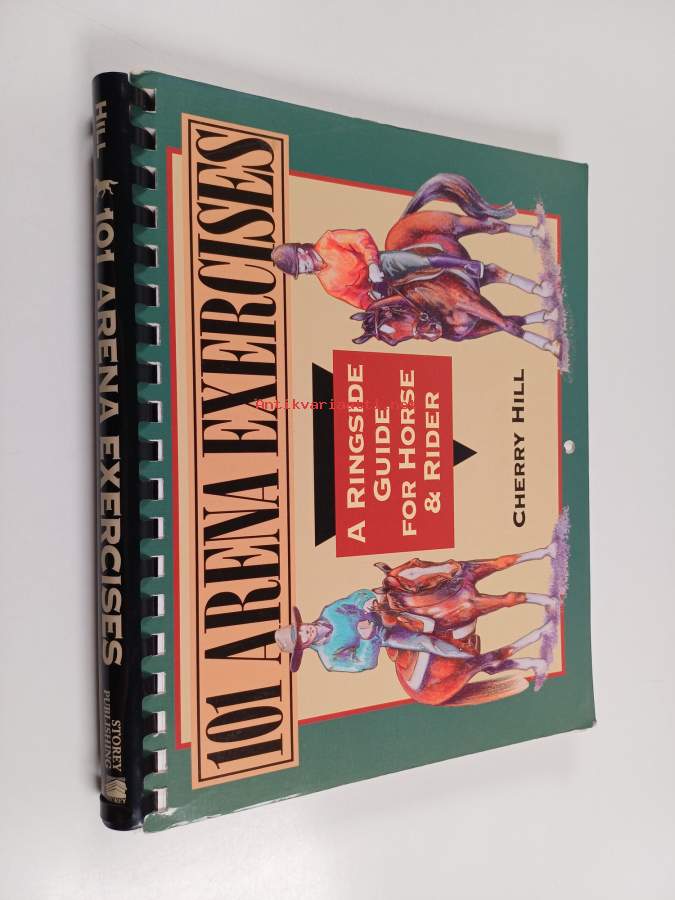 HILL
101 ARENA EXERCISES
STOREY
PUBLISHING
101 ARENA EXERCISES
A RINGSIDE
GUIDE
FOR HORSE
& RIDER
CHERRY HILL